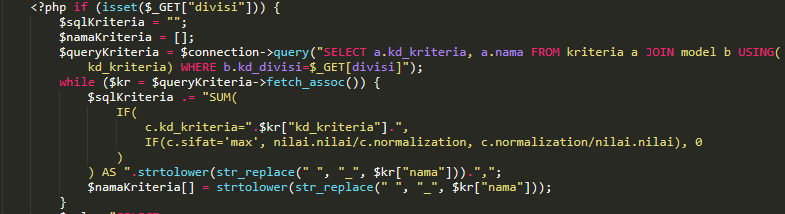 <?php if (isset($_GET["divisi"])) {
$sqlKriteria = "";
$namaKriteria = [];
$queryKriteria = $connection->query("SELECT a.kd_kriteria, a.nama FROM kriteria a JOIN model b USING(
kd_kriteria) WHERE b.kd_divisi=$_GET[divisi]");
while ($kr = $queryKriteria->fetch_assoc()) {
$sqlKriteria .= "SUM(
IF(
c.kd_kriteria=".$kr["kd_kriteria"].",
IF(c.sifat='max', nilai.nilai/c.normalization, c.normalization/nilai.nilai), 0
)
) AS ".strtolower(str_replace(" ", "_", $kr["nama"])).",";
$namaKriteria[] = strtolower(str_replace(" ", "_", $kr["nama"]));
}